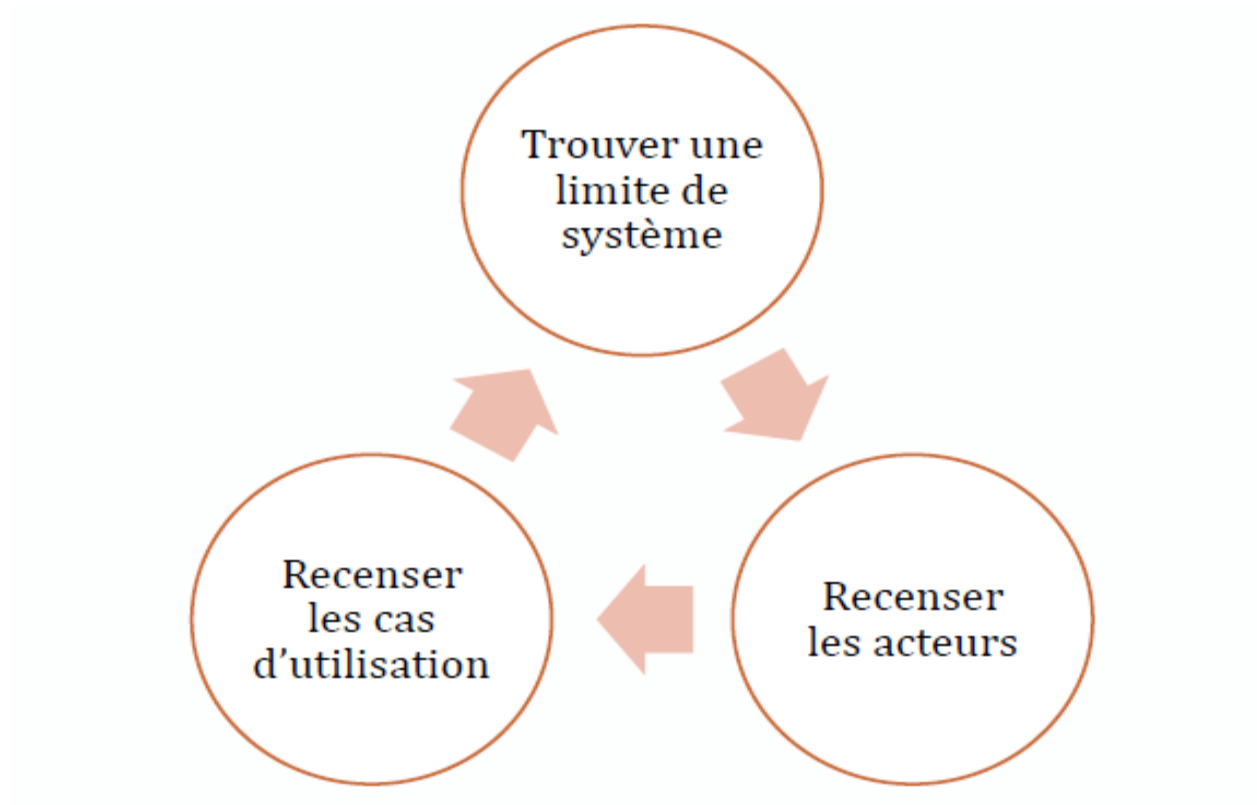 Trouver une
limite de
système
Recenser
les acteurs
Recenser
les cas
d’utilisation